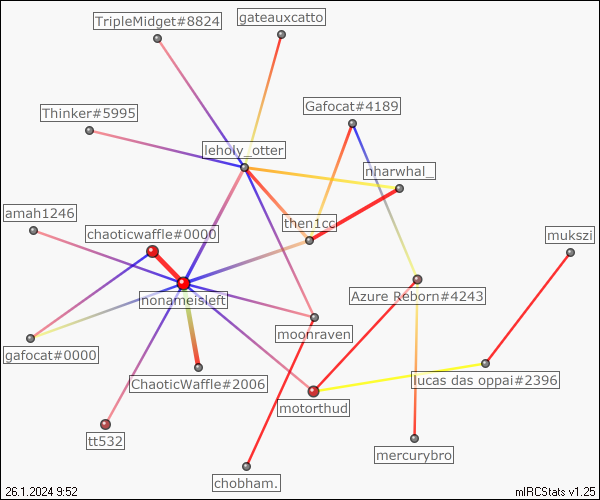 TripleMidget#8824
gateauxcatto
Thinker#5995
Gafocat#4189
leholy_otter
nharwhal_
amah1246
chaoticwaffle#0000
then1cc
mukszi
nonameisleft
Azure Reborn#4243
moonraven
gafocat#0000
ChaoticWaffle#2006
lucas das oppai#2396
motorthud
tt532
mercurybro
chobham.
26.1.2024 9:52
mIRCStats v1.25